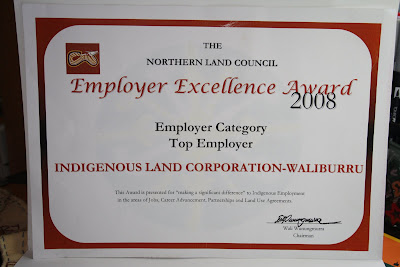 THE
NORTHERN LAND COUNCIL
Employer Excellence Award
2008
Employer Category
Top Employer
INDIGENOUS LAND CORPORATION-WALIBURRU
This Award is presented for "making a significant difference" to Indigenous Employment
in the areas of Jobs, Career Advancement, Partnerships and Land Use Agreements.
Wali Wunungmurra
Chairman